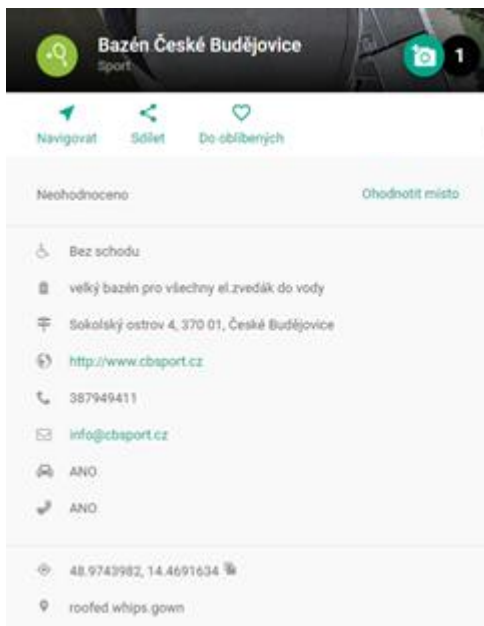 Bazén České Budějovice
Sport
1
Navigovat Sdílet Do oblíbených
Neohodnoceno Ohodnotit místo
Bez schodu
velký bazén pro všechny el.zvedák do vody
Sokolský ostrov 4, 370 01, České Budějovice
http://www.cbsport.cz
387949411
info@cbsport.cz
ANO
ANO
48.9743982, 14.4691634
roofed.whips.gown